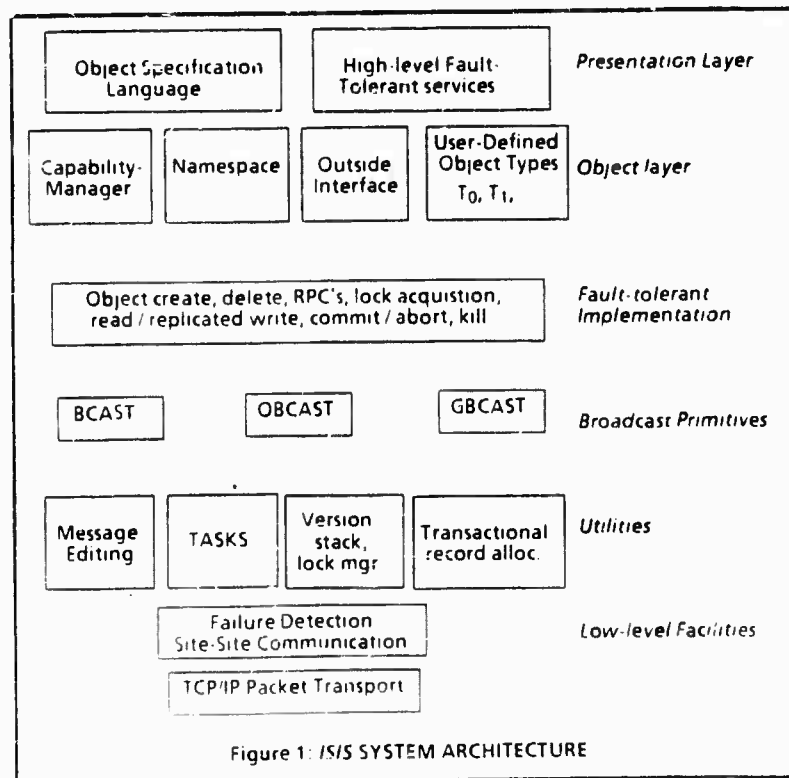 Object Specification
Language
High-level Fault-
Tolerant services
Presentation Layer
Capability-
Manager
Namespace
Outside
Interface
User-Defined
Object Types
T0, T1,
Object layer
Object create, delete, RPC's, lock acquistion,
read / replicated write, commit / abort, kill
Fault-tolerant
Implementation
BCAST
OBCAST
GBCAST
Broadcast Primitives
Message
Editing
TASKS
Version
stack,
lock mgr
Transactional
record alloc.
Utilities
Failure Detection
Site-Site Communication
Low-level Facilities
TCP/IP Packet Transport
Figure 1: ISIS SYSTEM ARCHITECTURE